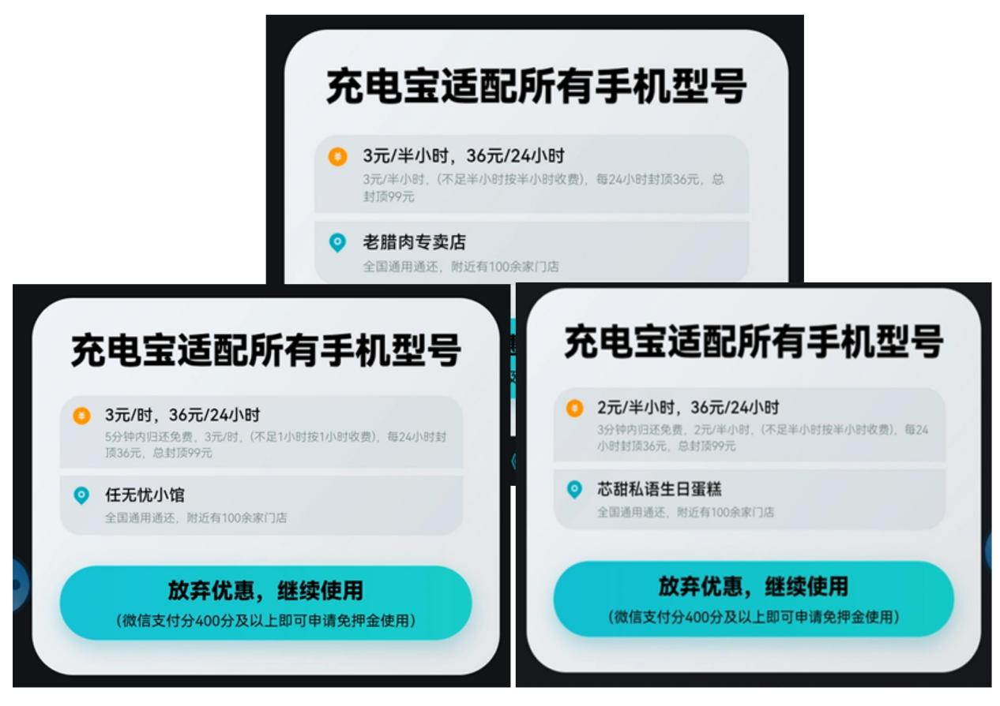 充电宝适配所有手机型号
3元/半小时，36元/24小时
3元/半小时，(不足半小时按半小时收费)，每24小时封顶36元，总
封顶99元
老腊肉专卖店
全国通用通还，附近有100余家门店
充电宝适配所有手机型号
3元/时，36元/24小时
5分钟内归还免费，3元/时，(不足1小时按1小时收费)，每24小时封
顶36元，总封顶99元
任无忧小馆
全国通用通还，附近有100余家门店
放弃优惠，继续使用
（微信支付分400分及以上即可申请免押金使用）
充电宝适配所有手机型号
2元/半小时，36元/24小时
3分钟内归还免费，2元/半小时，(不足半小时按半小时收费)，每24
小时封顶36元，总封顶99元
芯甜私语生日蛋糕
全国通用通还，附近有100余家门店
放弃优惠，继续使用
（微信支付分400分及以上即可申请免押金使用）